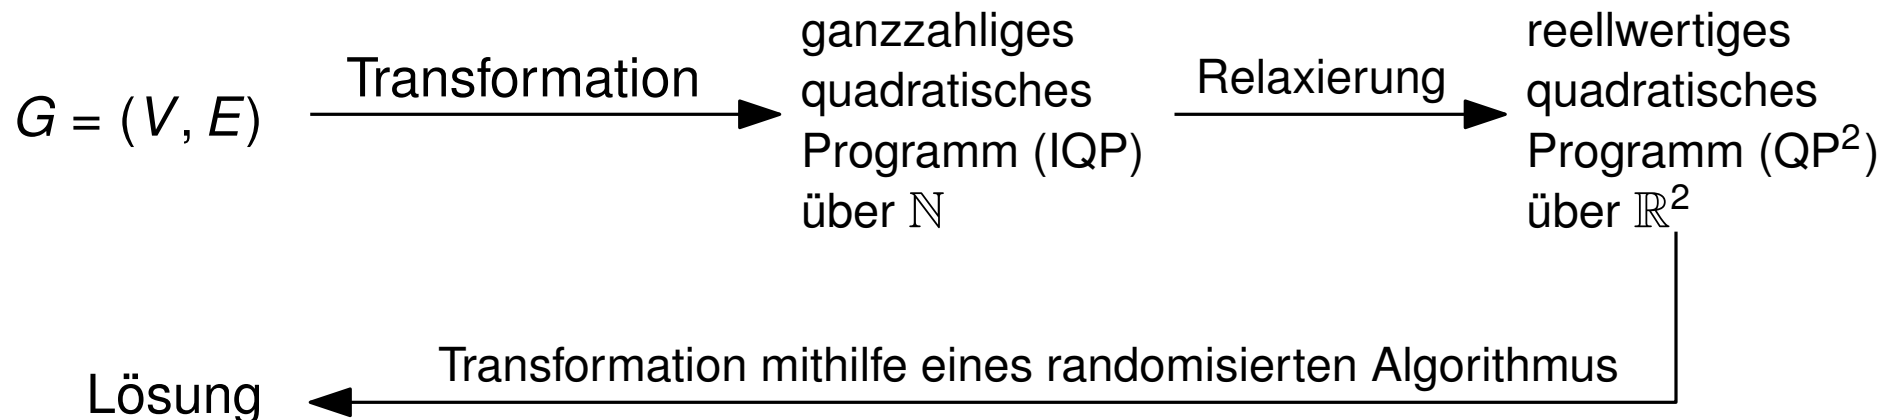 G = (V, E)
Transformation
ganzzahliges
quadratisches
Programm (IQP)
über ℕ
Relaxierung
reellwertiges
quadratisches
Programm (QP²)
über ℝ²
Transformation mithilfe eines randomisierten Algorithmus
Lösung